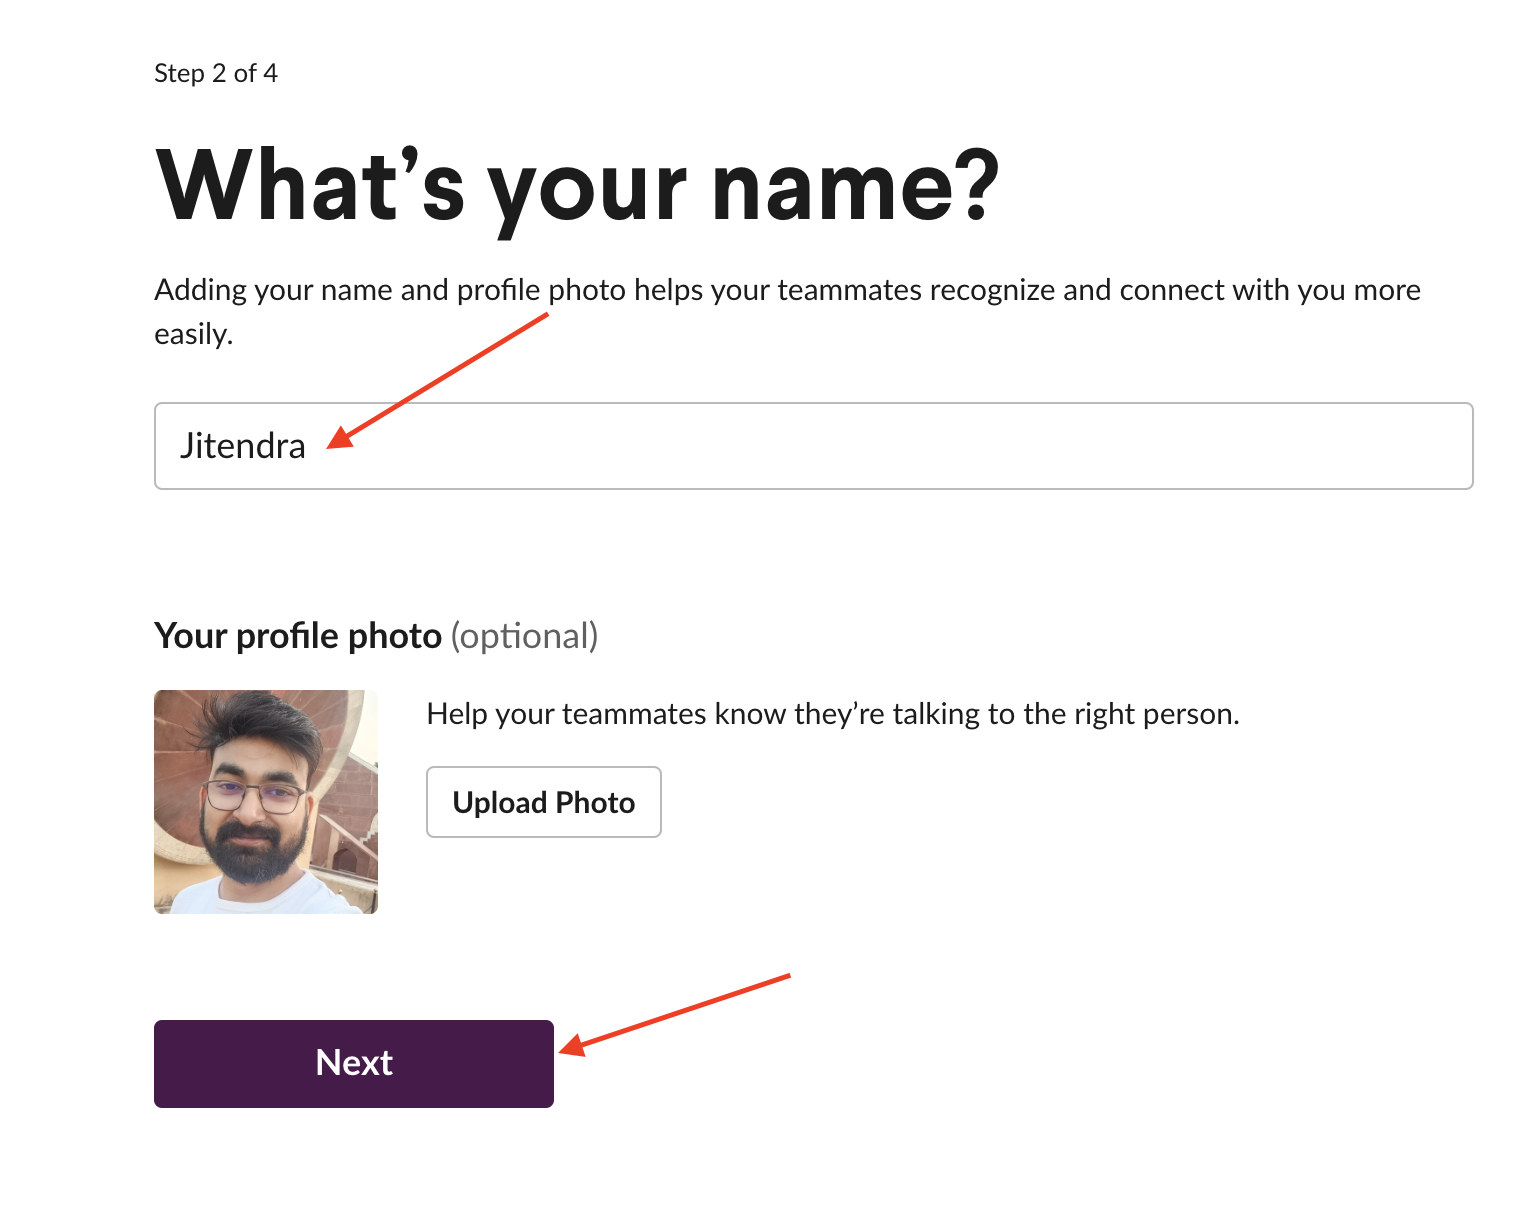 Step 2 of 4
What’s your name?
Adding your name and profile photo helps your teammates recognize and connect with you more
easily.
Jitendra
Your profile photo (optional)
Help your teammates know they’re talking to the right person.
Upload Photo
Next